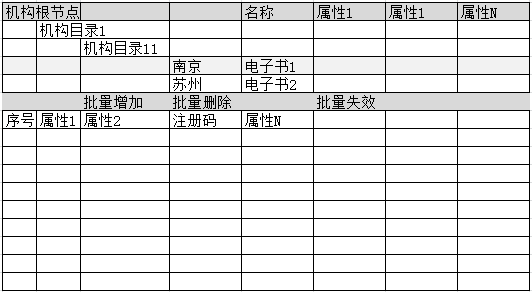 机构根节点 名称 属性1 属性1 属性N
机构目录1
机构目录11
南京 电子书1
苏州 电子书2
批量增加 批量删除 批量失效
序号 属性1 属性2 注册码 属性N